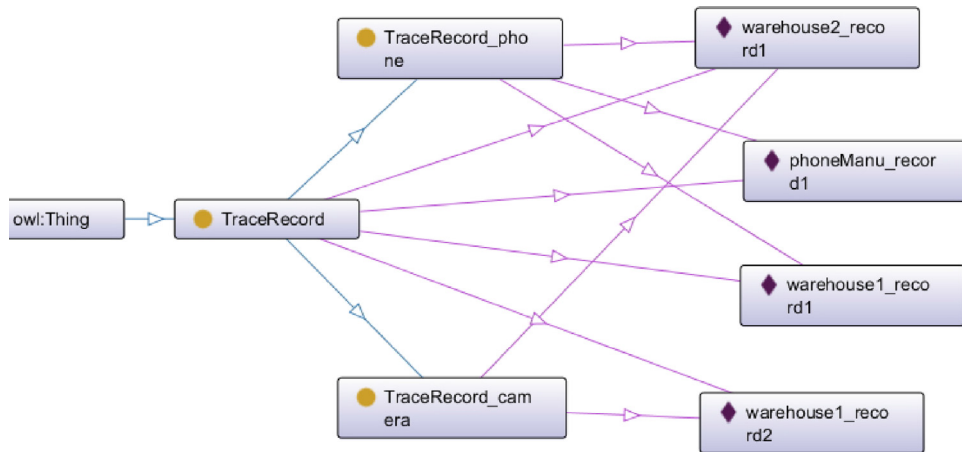 TraceRecord_pho
ne
warehouse2_reco
rd1
phoneManu_recor
d1
owl:Thing
TraceRecord
warehouse1_reco
rd1
TraceRecord_cam
era
warehouse1_reco
rd2